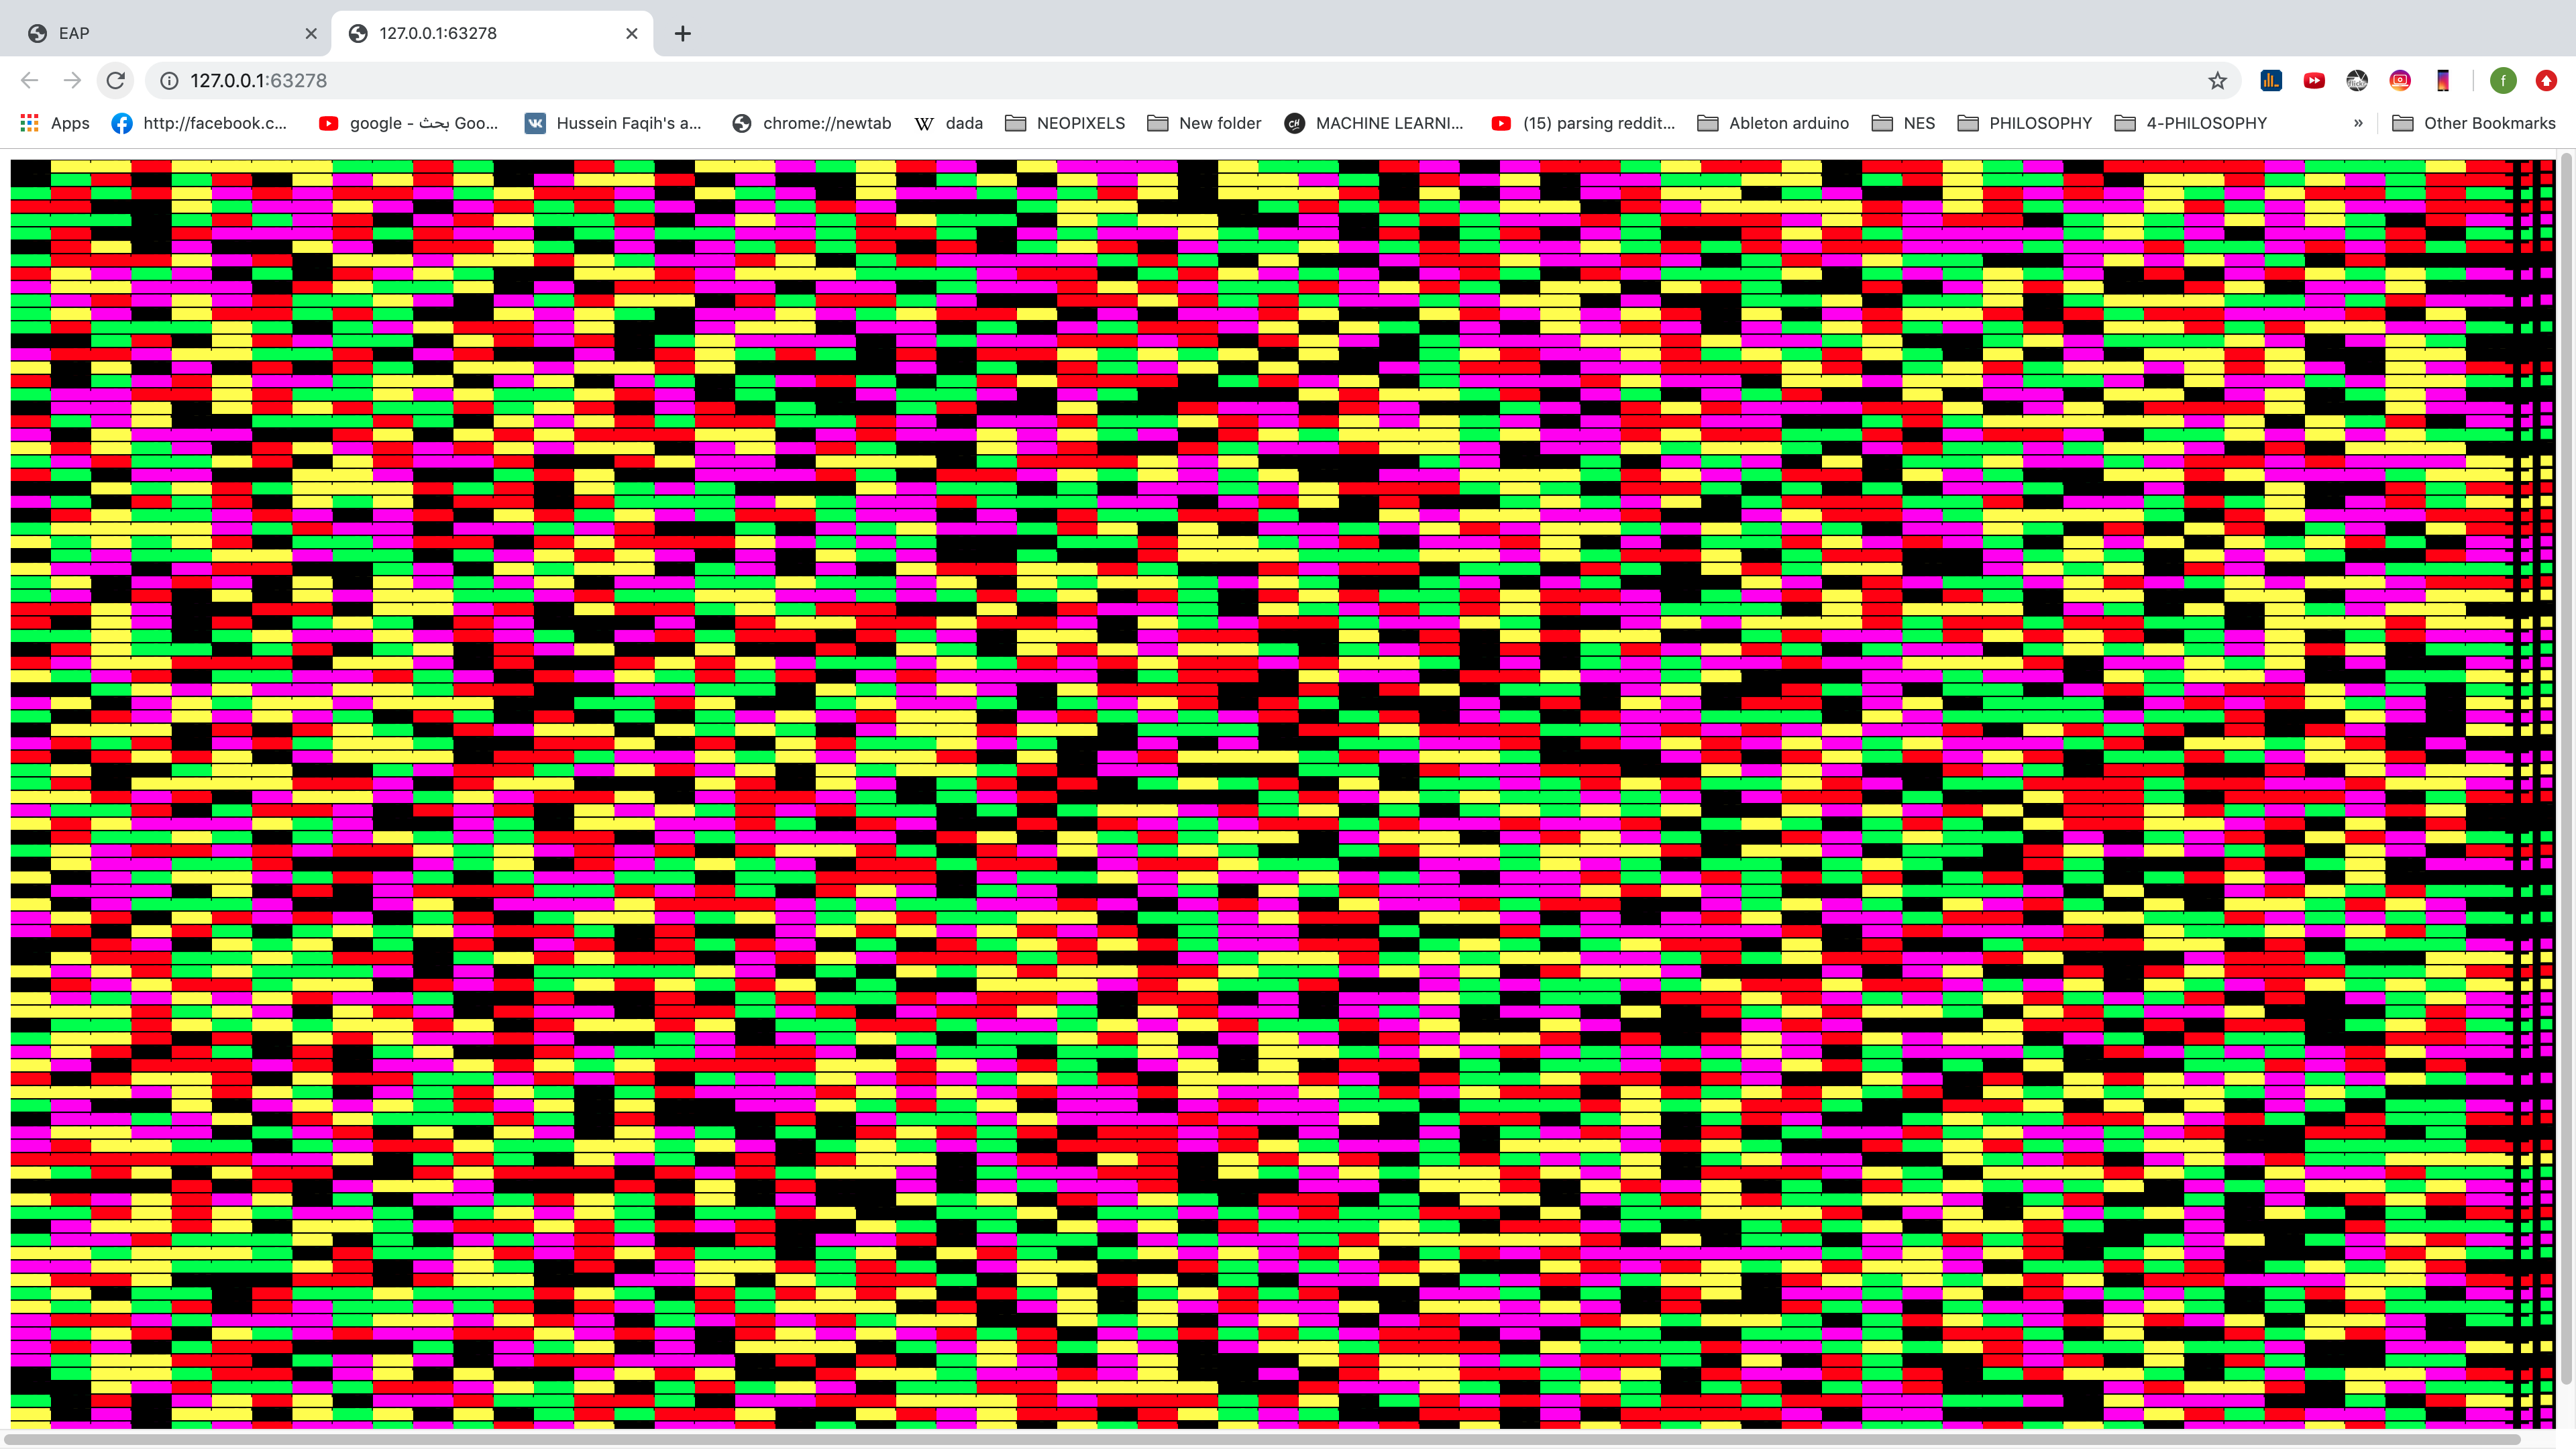 EAP
127.0.0.1:63278
127.0.0.1:63278
f
Apps http://facebook.c... google - بحث Goo... Hussein Faqih's a... chrome://newtab W dada NEOPIXELS New folder CH MACHINE LEARNI... (15) parsing reddit... Ableton arduino NES PHILOSOPHY 4-PHILOSOPHY » Other Bookmarks